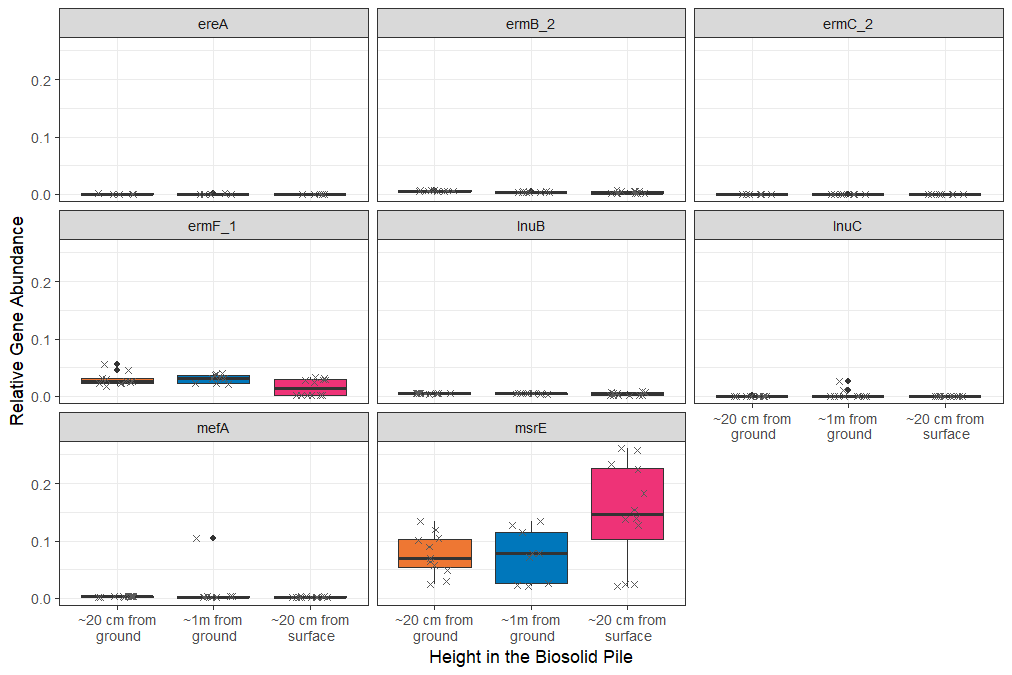 ereA
ermB_2
ermC_2
0.2
0.1
0.0
ermF_1
lnuB
lnuC
0.2
0.1
0.0
~20 cm from
ground
~1m from
ground
~20 cm from
surface
mefA
msrE
0.2
0.1
0.0
~20 cm from
ground
~1m from
ground
~20 cm from
surface
~20 cm from
ground
~1m from
ground
~20 cm from
surface
Relative Gene Abundance
Height in the Biosolid Pile